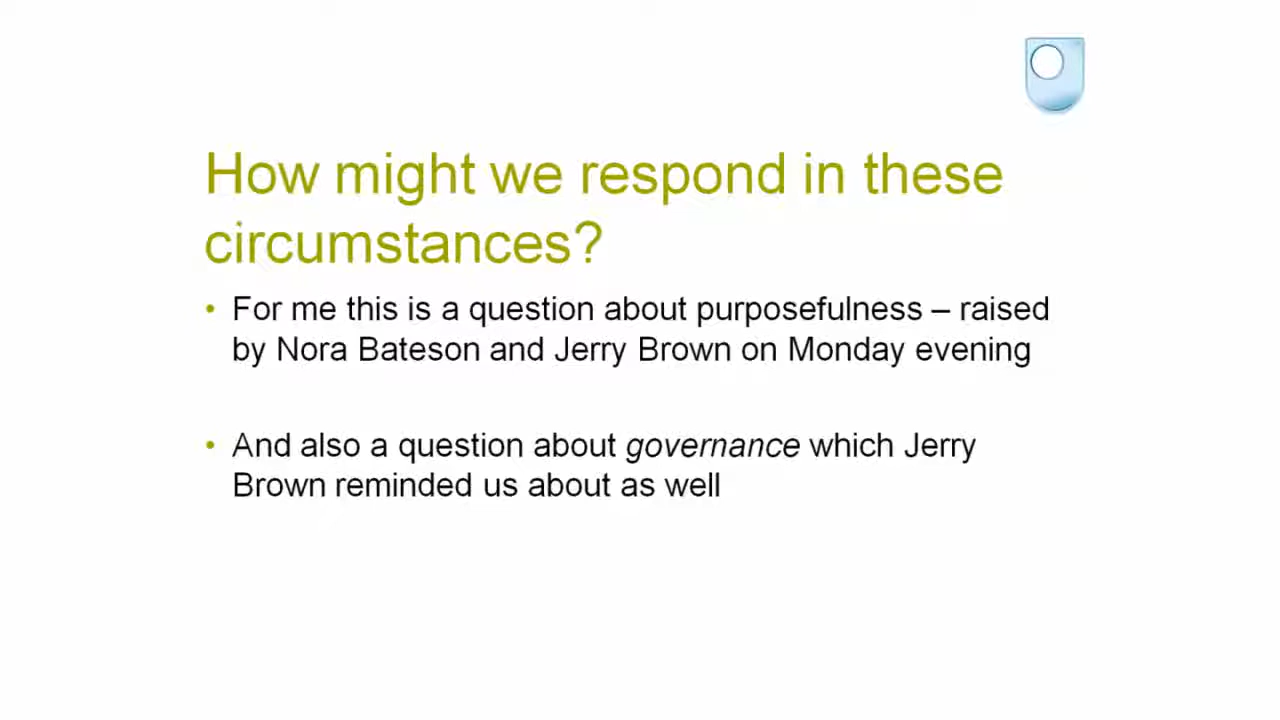 How might we respond in these
circumstances?
• For me this is a question about purposefulness – raised
by Nora Bateson and Jerry Brown on Monday evening
• And also a question about governance which Jerry
Brown reminded us about as well